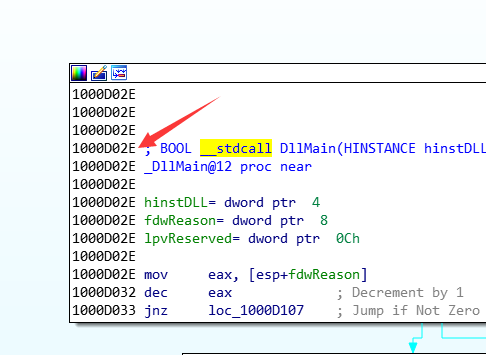 1000D02E
1000D02E
1000D02E
1000D02E ; BOOL __stdcall DllMain(HINSTANCE hinstDLL
1000D02E _DllMain@12 proc near
1000D02E
1000D02E hinstDLL= dword ptr  4
1000D02E fdwReason= dword ptr  8
1000D02E lpvReserved= dword ptr  0Ch
1000D02E
1000D02E mov     eax, [esp+fdwReason]
1000D032 dec     eax             ; Decrement by 1
1000D033 jnz     loc_1000D107    ; Jump if Not Zero